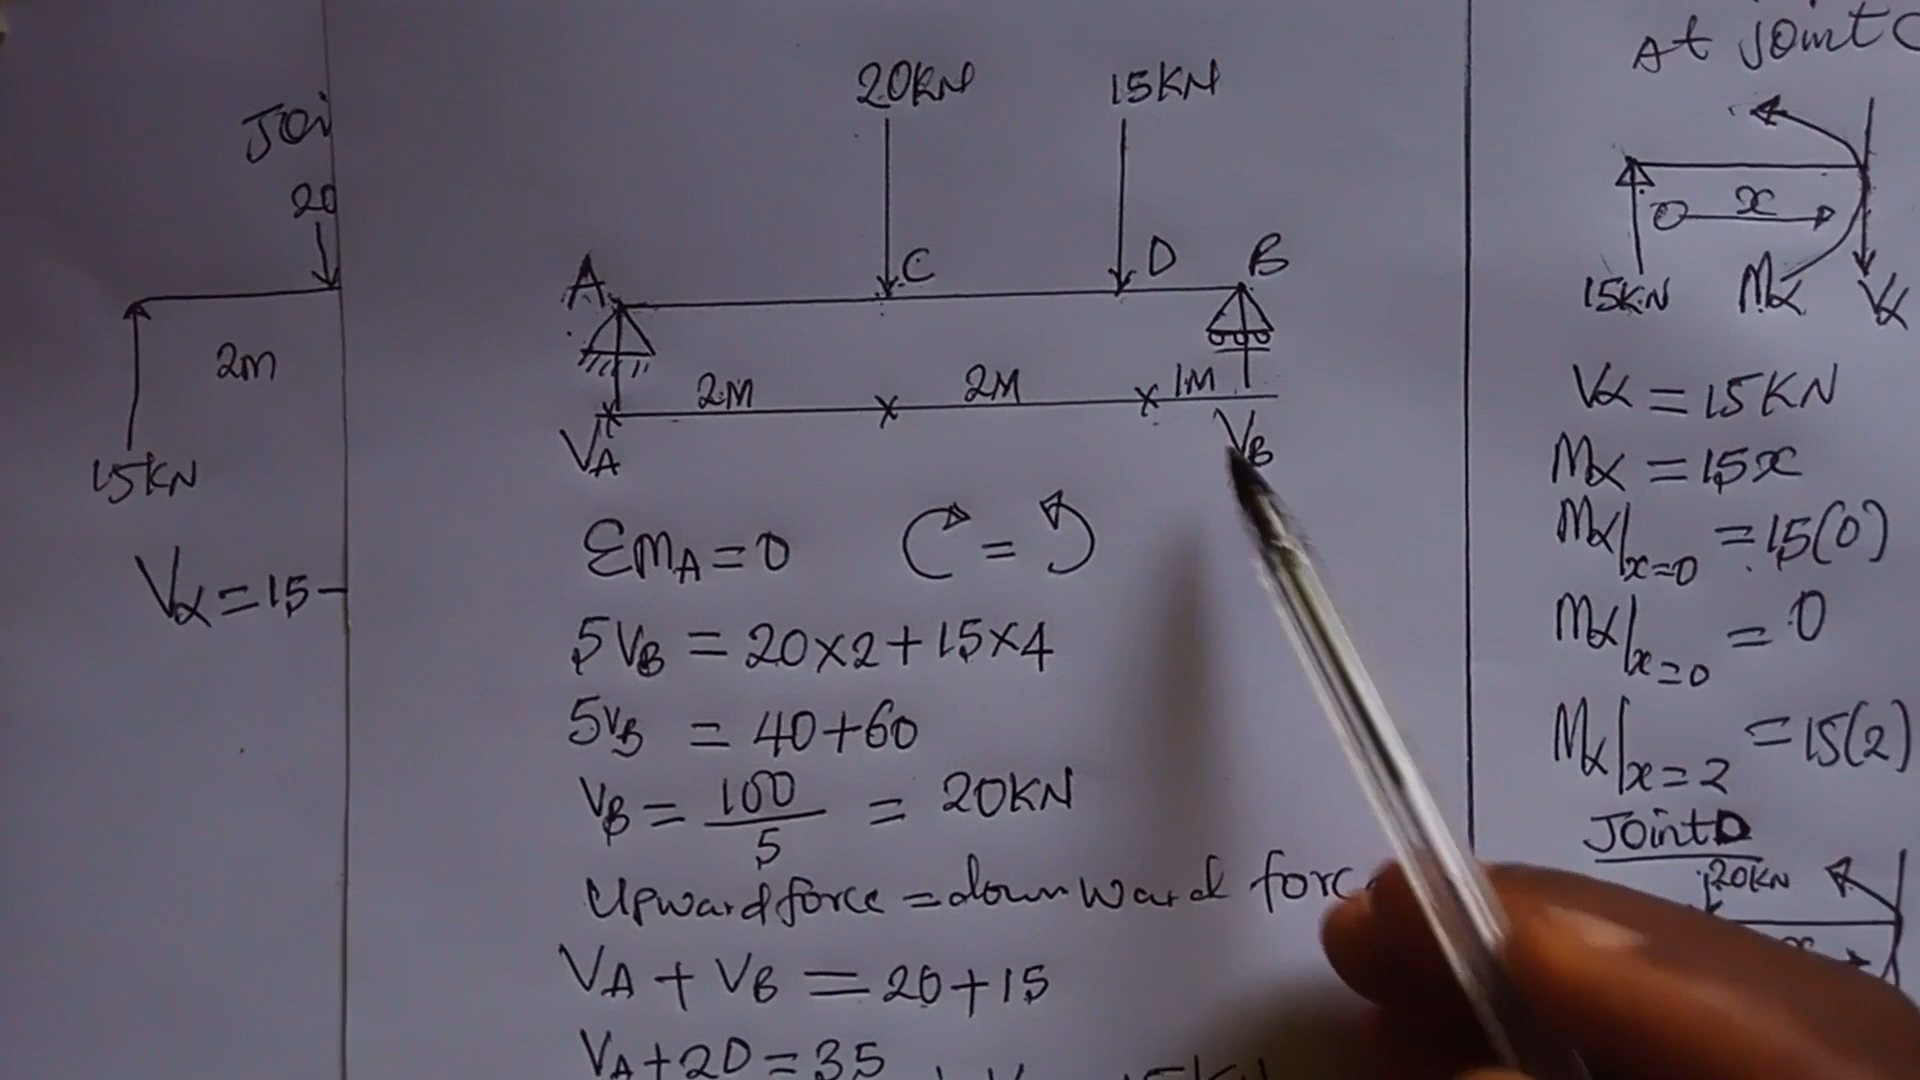 JOi
20
2m
15KN
Vx = 15-
20KN
15KN
A
C
D
B
2M
2M
1M
VA
VB
ΣMA = 0
=
5VB = 20×2+15×4
5VB = 40+60
VB = 100/5 = 20KN
Upward force = downward forc
VA + VB = 20+15
VA+20=35
At joint C
0
x
15KN
Mx
Vx
Vx = 15KN
Mx = 15x
Mx|x=0 = 15(0)
Mx|x=0 = 0
Mx|x=2 = 15(2)
Joint D
20KN